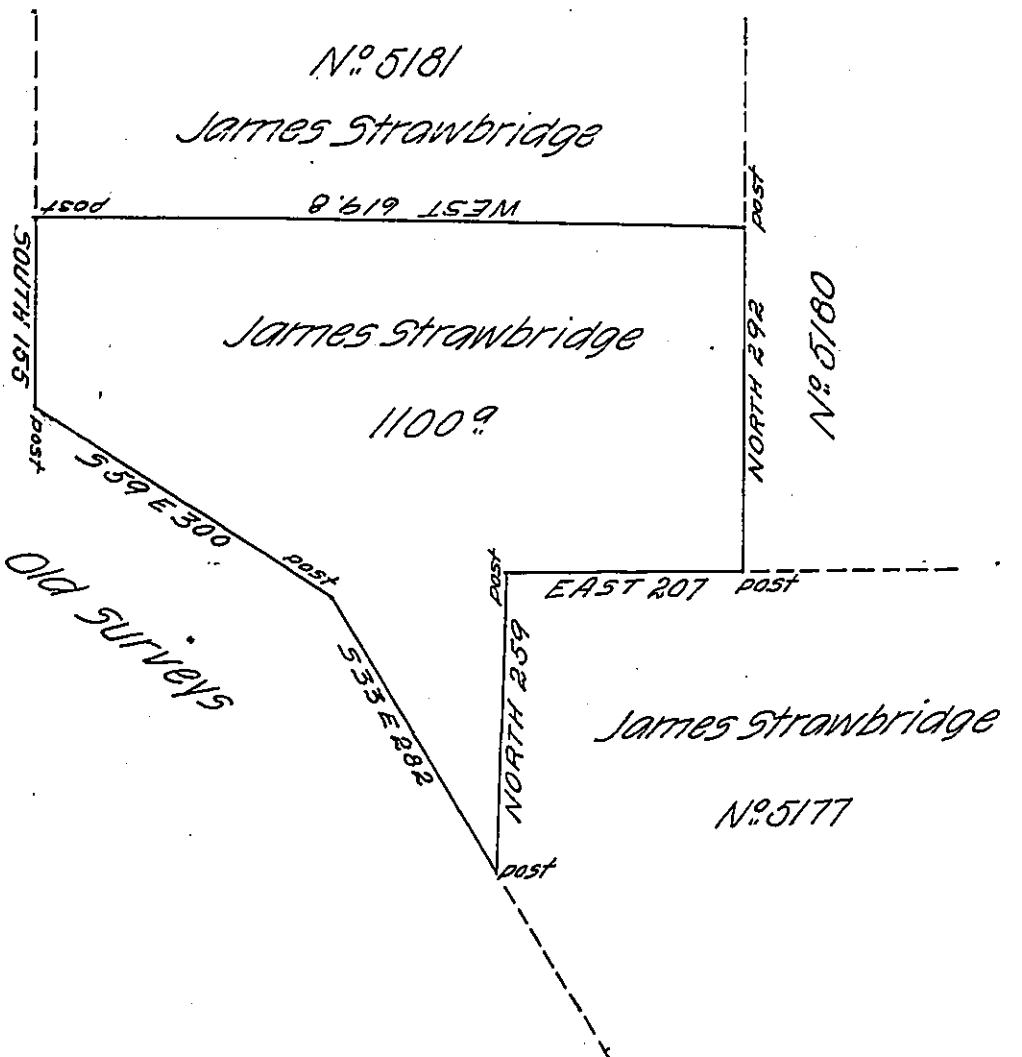 Nº 5181
James Strawbridge
post
WEST 619.8
post
SOUTH 155
James Strawbridge
1100 a
NORTH 292
Nº 5180
post
S 59 E 300
post
post
EAST 207
post
Old surveys
S 33 E 282
NORTH 259
James Strawbridge
Nº 5177
post